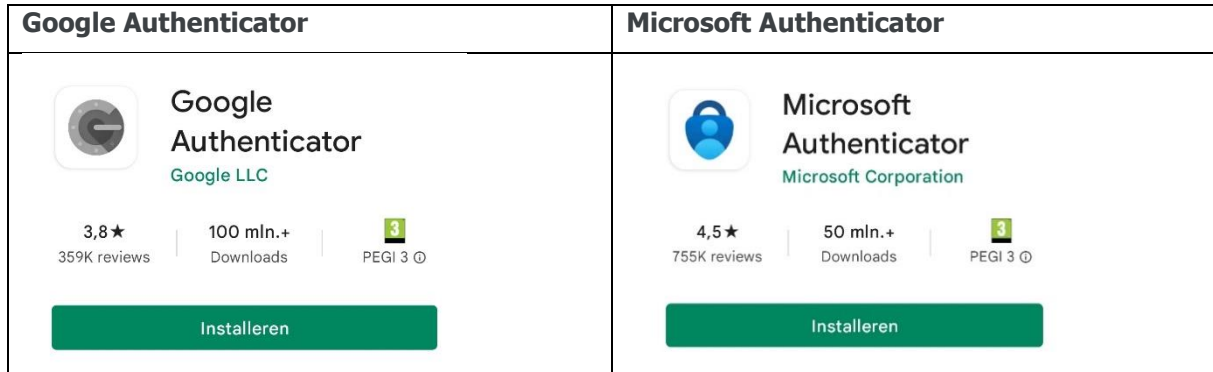 Google Authenticator
Microsoft Authenticator
Google
Authenticator
Google LLC
3,8★
100 mln.+
3
359K reviews
Downloads
PEGI 3 ⓘ
Installeren
Microsoft
Authenticator
Microsoft Corporation
4,5★
50 mln.+
3
755K reviews
Downloads
PEGI 3 ⓘ
Installeren